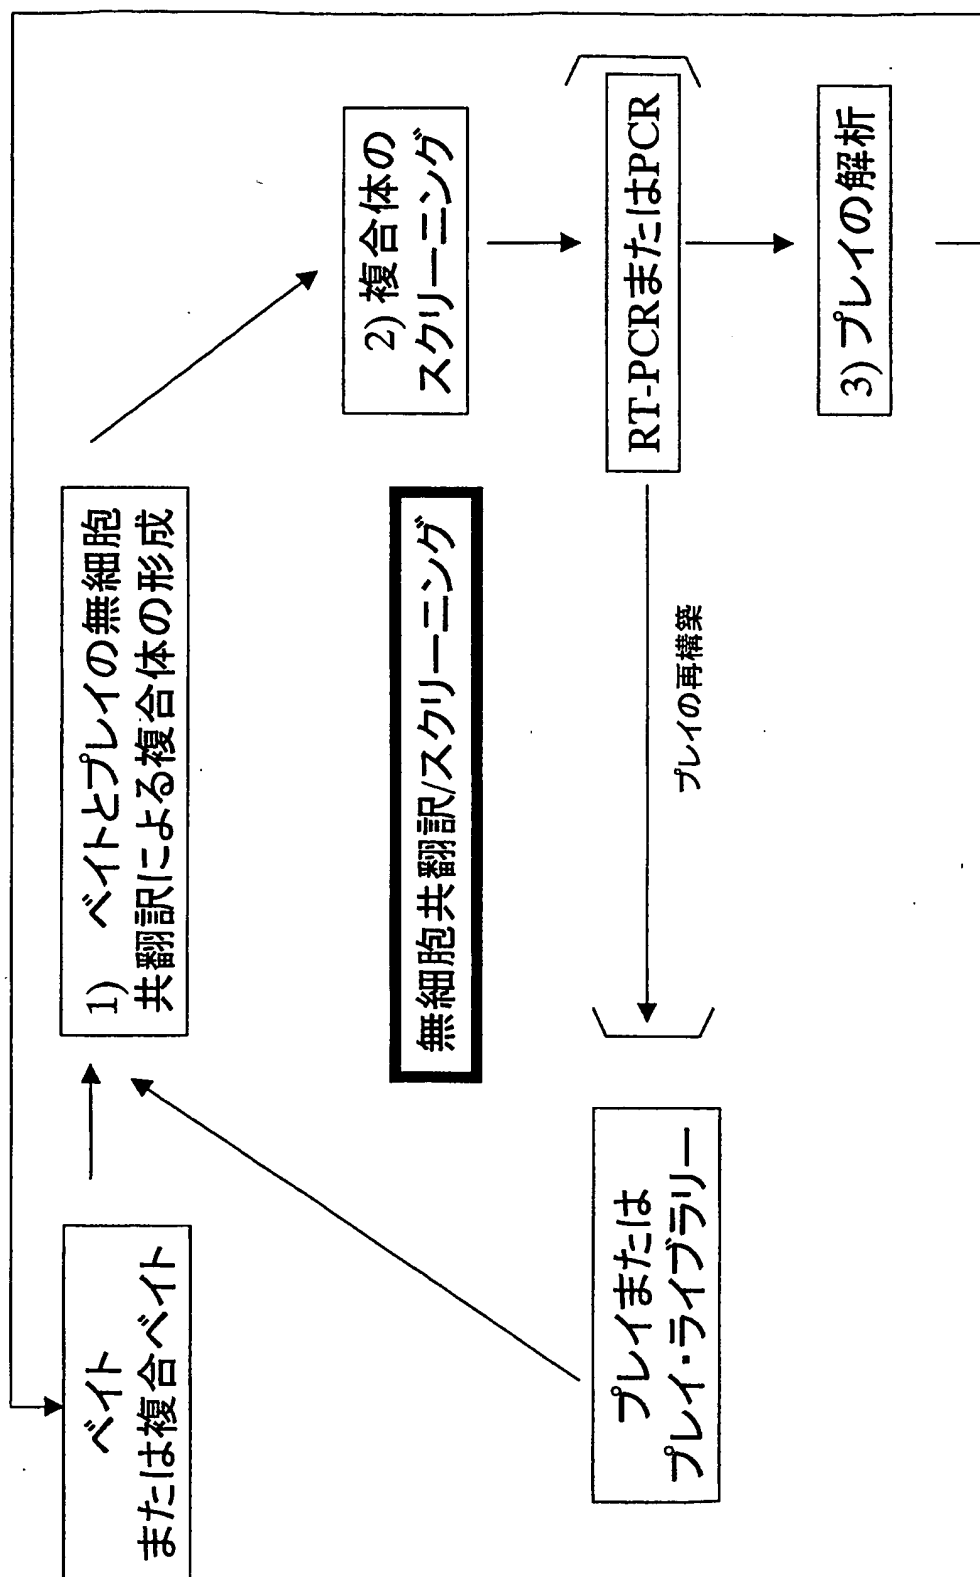 ベイト
または複合ベイト
1) ベイトとプレイの無細胞
共翻訳による複合体の形成
2) 複合体の
スクリーニング
無細胞共翻訳/スクリーニング
RT-PCRまたはPCR
プレイの再構築
プレイまたは
プレイ・ライブラリー
3) プレイの解析